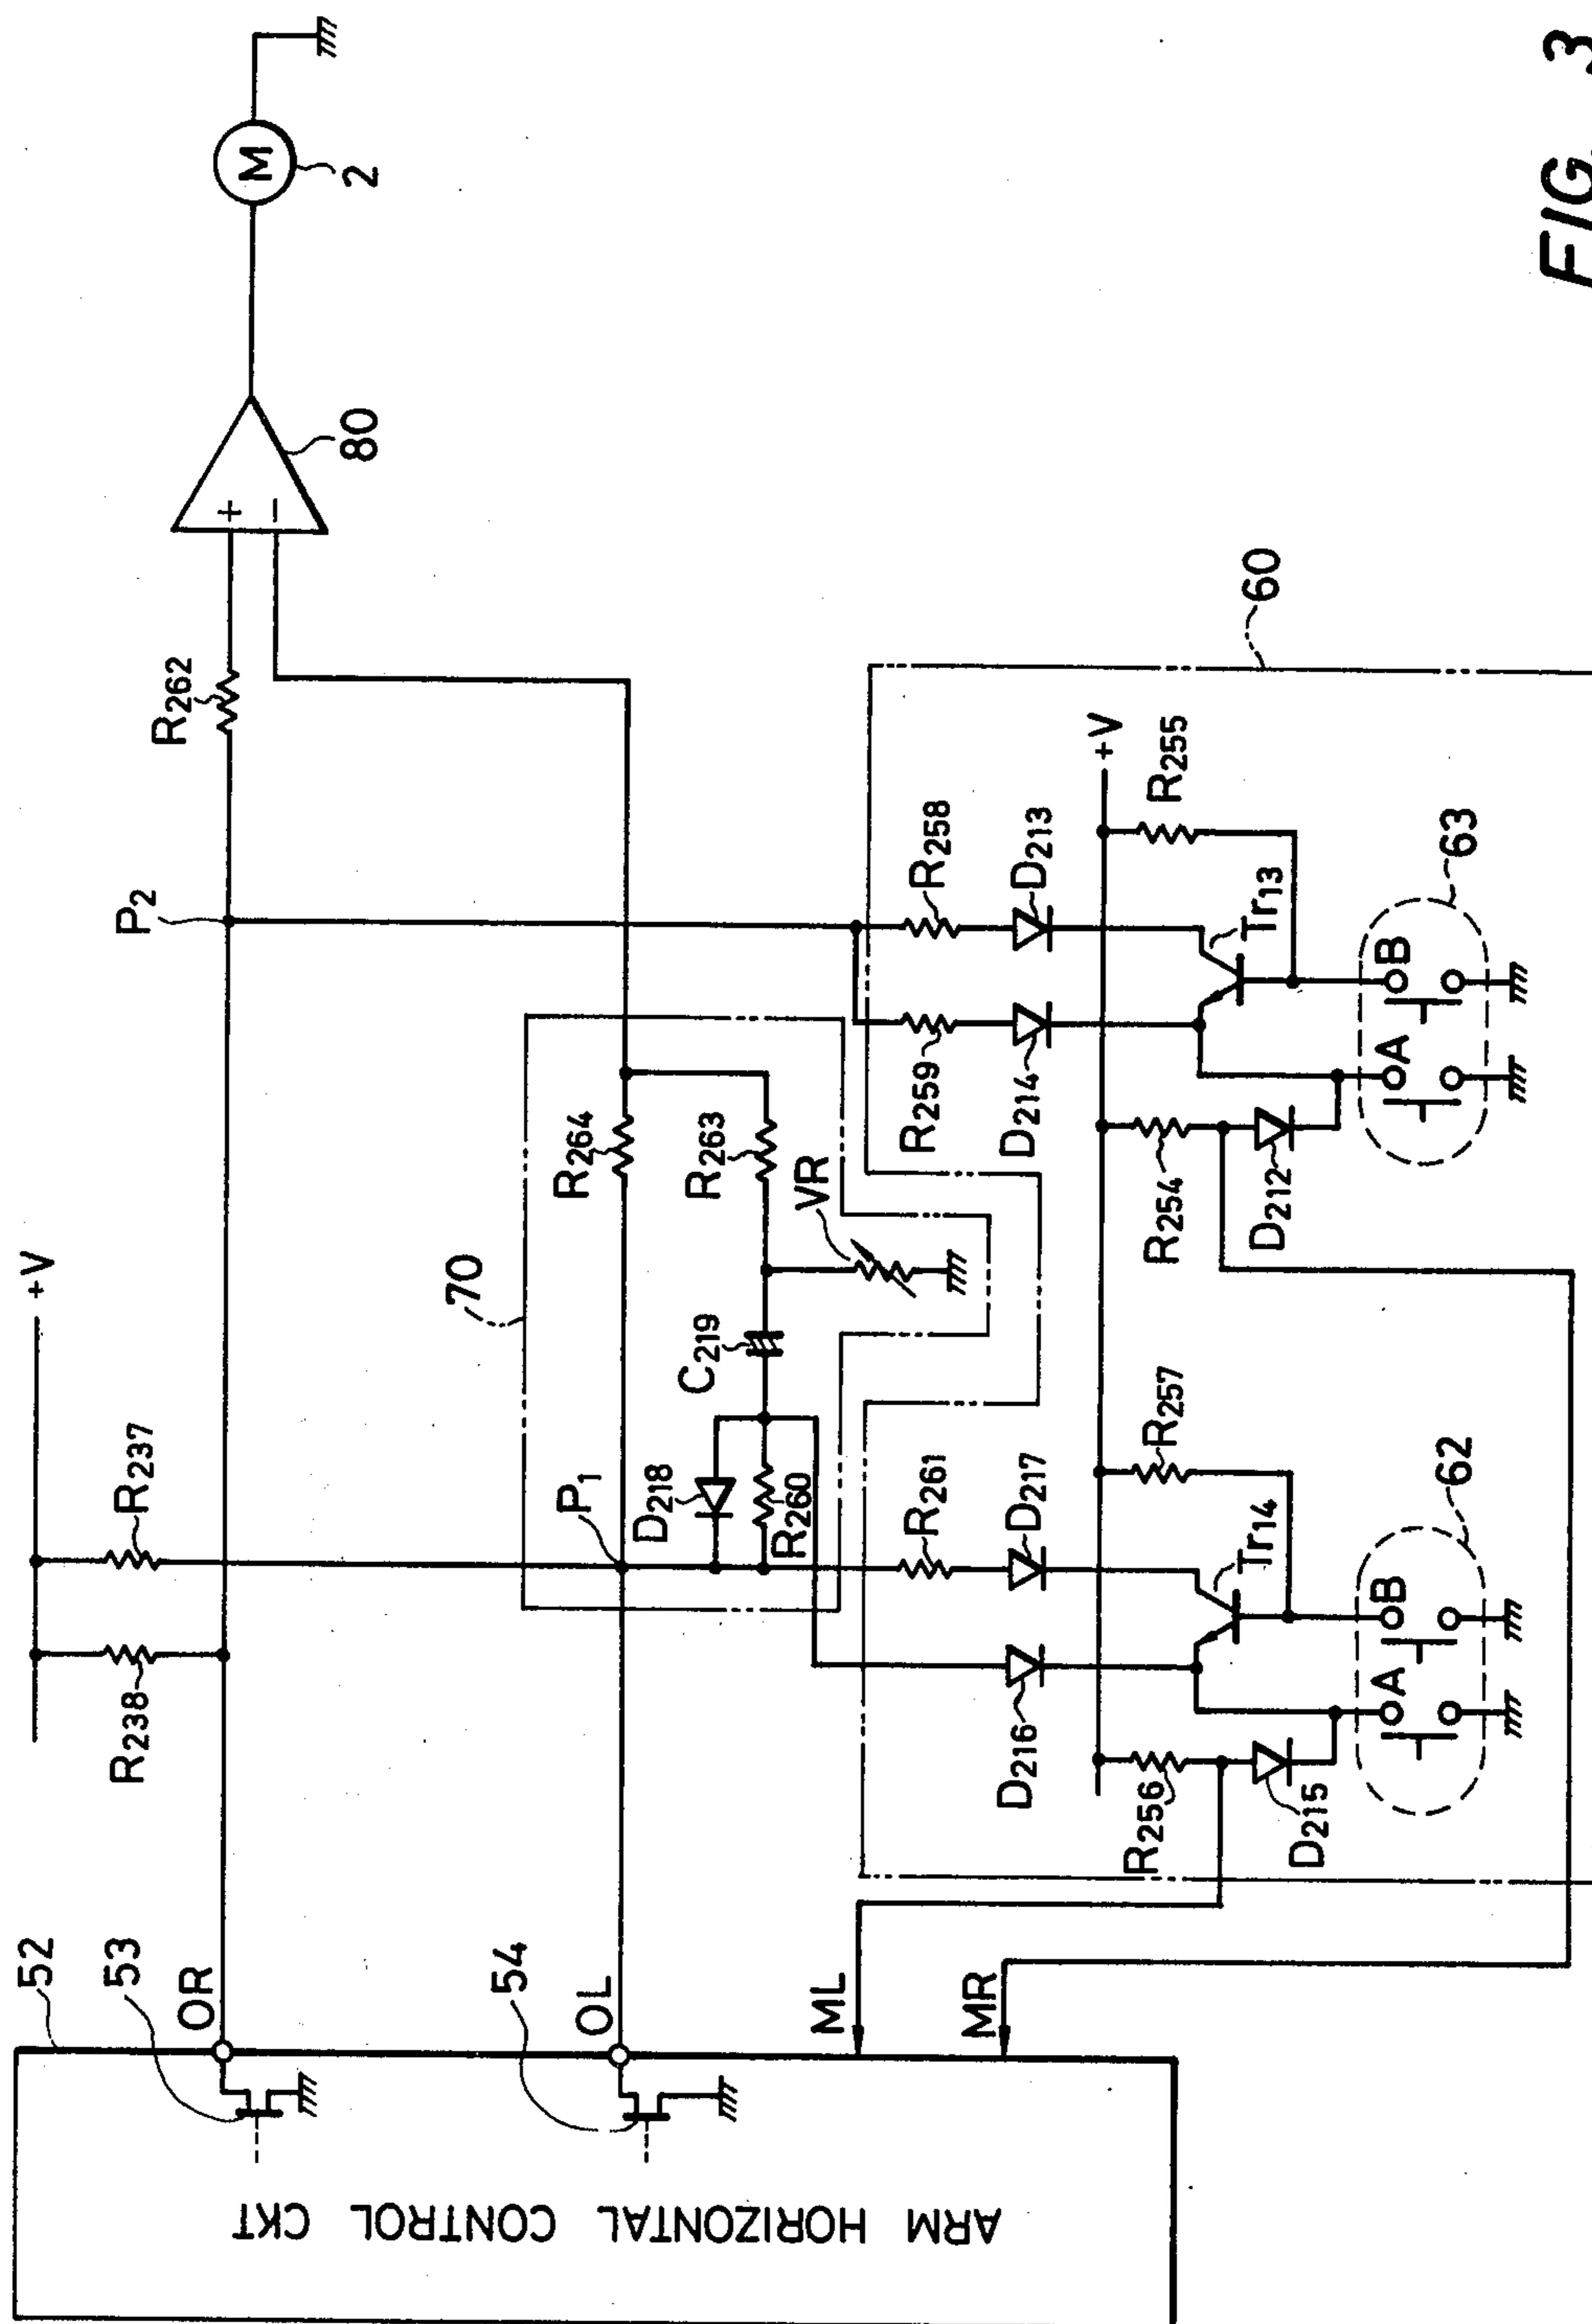 +V
R238
R237
52
53
OR
P2
R262
+
−
80
M
2
54
OL
70
P1
R264
D218
R260
C219
R263
VR
ML
MR
60
R261
R259
R258
D216
D217
D214
D213
+V
R256
R257
R254
R255
Tr14
Tr13
D215
D212
A
B
62
A
B
63
ARM HORIZONTAL CONTROL CKT
FIG. 3